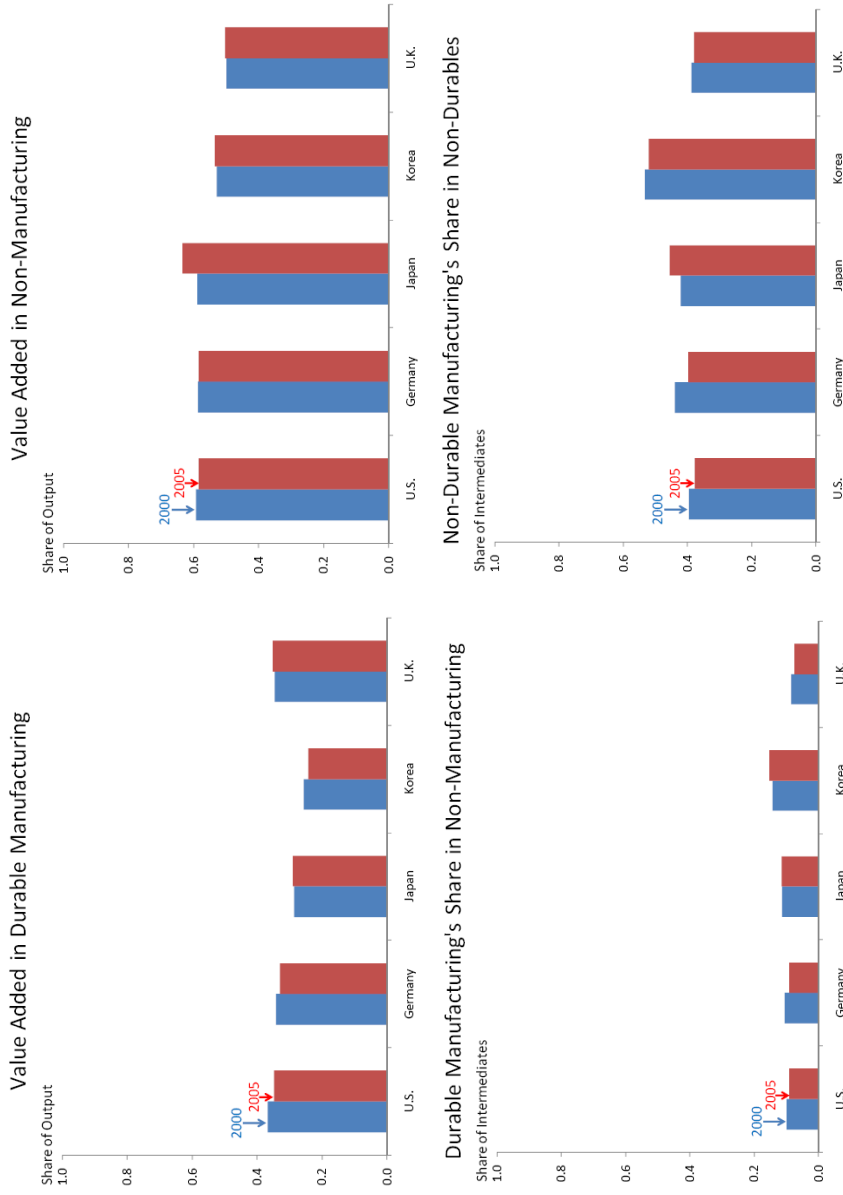 Value Added in Durable Manufacturing
Share of Output
1.0
0.8
0.6
0.4
0.2
0.0
2000
2005
U.S.
Germany
Japan
Korea
U.K.
Value Added in Non-Manufacturing
Share of Output
1.0
0.8
0.6
0.4
0.2
0.0
2000
2005
U.S.
Germany
Japan
Korea
U.K.
Durable Manufacturing's Share in Non-Manufacturing
Share of Intermediates
1.0
0.8
0.6
0.4
0.2
0.0
2000
2005
U.S.
Germany
Japan
Korea
U.K
Non-Durable Manufacturing's Share in Non-Durables
Share of Intermediates
1.0
0.8
0.6
0.4
0.2
0.0
2000
2005
U.S.
Germany
Japan
Korea
U.K.